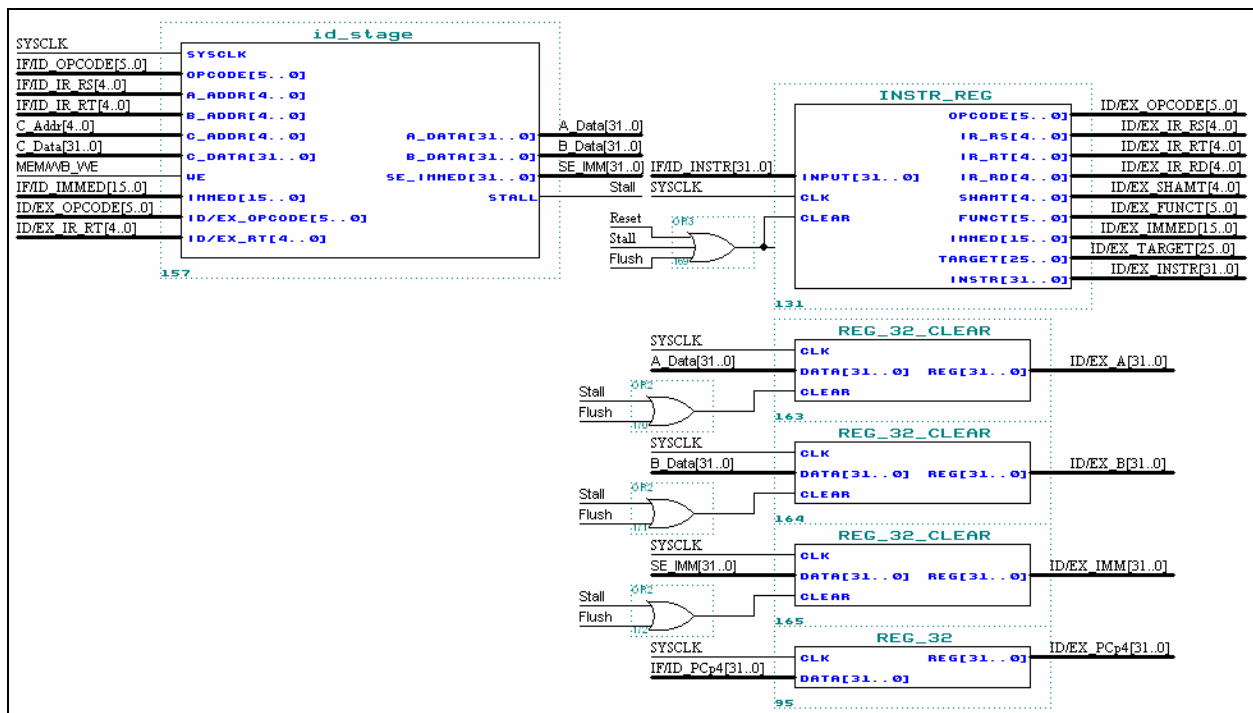 id_stage
SYSCLK
IF/ID_OPCODE[5..0]
IF/ID_IR_RS[4..0]
IF/ID_IR_RT[4..0]
C_Addr[4..0]
C_Data[31..0]
MEM/WB_WE
IF/ID_IMMED[15..0]
ID/EX_OPCODE[5..0]
ID/EX_IR_RT[4..0]
SYSCLK
OPCODE[5..0]
A_ADDR[4..0]
B_ADDR[4..0]
C_ADDR[4..0]
C_DATA[31..0]
WE
IMMED[15..0]
ID/EX_OPCODE[5..0]
ID/EX_RT[4..0]
A_DATA[31..0]
B_DATA[31..0]
SE_IMMED[31..0]
STALL
A_Data[31..0]
B_Data[31..0]
SE_IMM[31..0]
Stall
157
INSTR_REG
IF/ID_INSTR[31..0]
SYSCLK
Reset
Stall
Flush
OR3
169
INPUT[31..0]
CLK
CLEAR
OPCODE[5..0]
IR_RS[4..0]
IR_RT[4..0]
IR_RD[4..0]
SHAMT[4..0]
FUNCT[5..0]
IMMED[15..0]
TARGET[25..0]
INSTR[31..0]
ID/EX_OPCODE[5..0]
ID/EX_IR_RS[4..0]
ID/EX_IR_RT[4..0]
ID/EX_IR_RD[4..0]
ID/EX_SHAMT[4..0]
ID/EX_FUNCT[5..0]
ID/EX_IMMED[15..0]
ID/EX_TARGET[25..0]
ID/EX_INSTR[31..0]
131
REG_32_CLEAR
SYSCLK
A_Data[31..0]
Stall
Flush
OR2
170
CLK
DATA[31..0] REG[31..0]
CLEAR
ID/EX_A[31..0]
163
REG_32_CLEAR
SYSCLK
B_Data[31..0]
Stall
Flush
OR2
171
CLK
DATA[31..0] REG[31..0]
CLEAR
ID/EX_B[31..0]
164
REG_32_CLEAR
SYSCLK
SE_IMM[31..0]
Stall
Flush
OR2
172
CLK
DATA[31..0] REG[31..0]
CLEAR
ID/EX_IMM[31..0]
165
REG_32
SYSCLK
IF/ID_PCp4[31..0]
CLK
REG[31..0]
DATA[31..0]
ID/EX_PCp4[31..0]
95